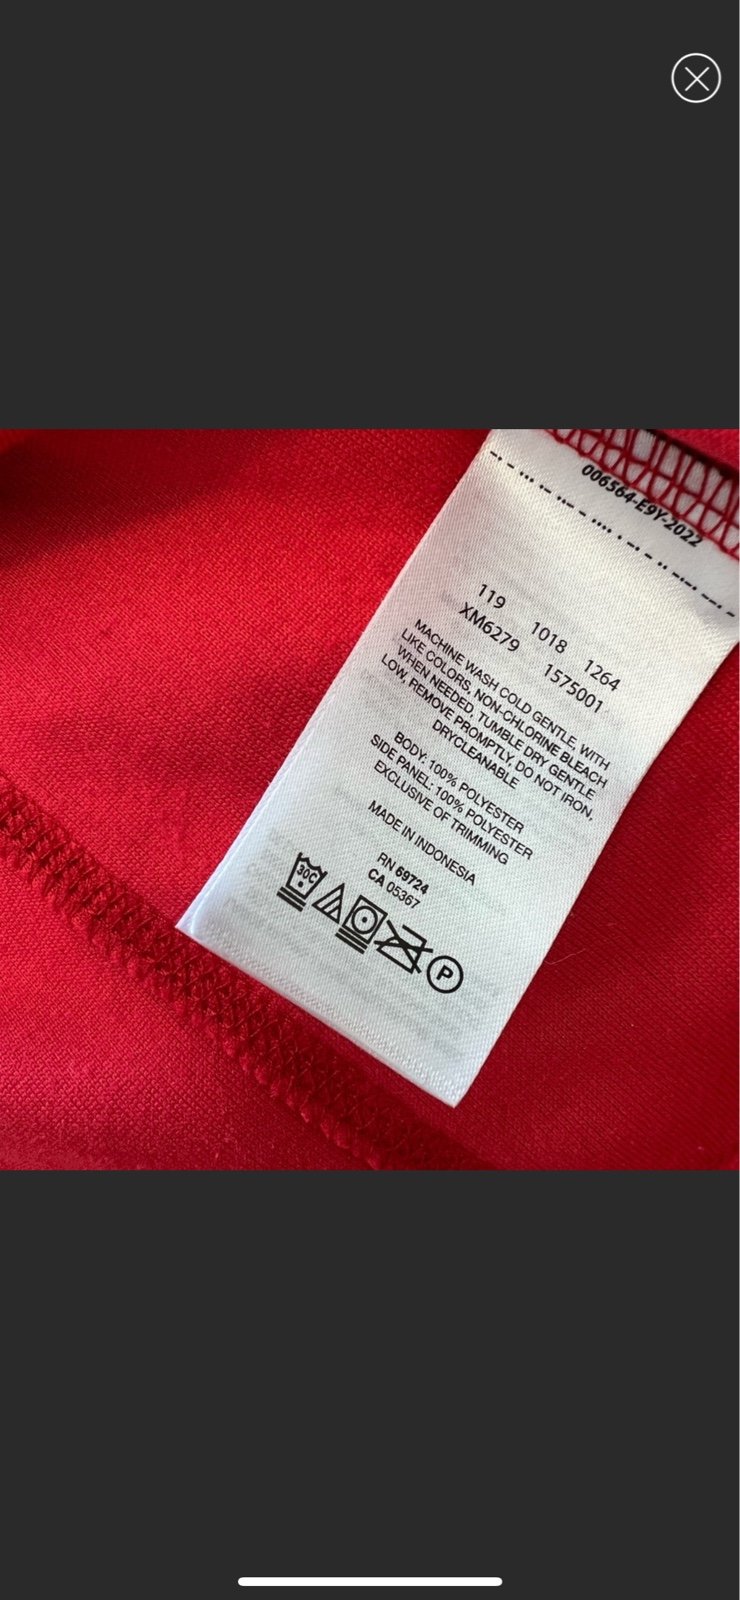 006564-E9Y-2022
119 1018 1264
XM6279 1575001
MACHINE WASH COLD GENTLE, WITH
LIKE COLORS, NON-CHLORINE BLEACH
WHEN NEEDED, TUMBLE DRY GENTLE
LOW, REMOVE PROMPTLY, DO NOT IRON,
DRYCLEANABLE
BODY: 100% POLYESTER
SIDE PANEL: 100% POLYESTER
EXCLUSIVE OF TRIMMING
MADE IN INDONESIA
RN 69724
CA 05367
30C
P